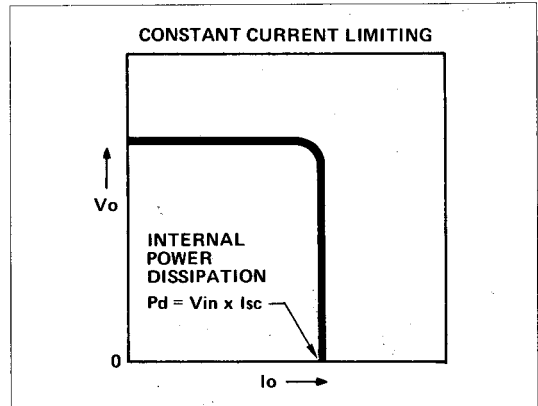 CONSTANT CURRENT LIMITING
Vo
INTERNAL
POWER
DISSIPATION
Pd = Vin x Isc
0
Io